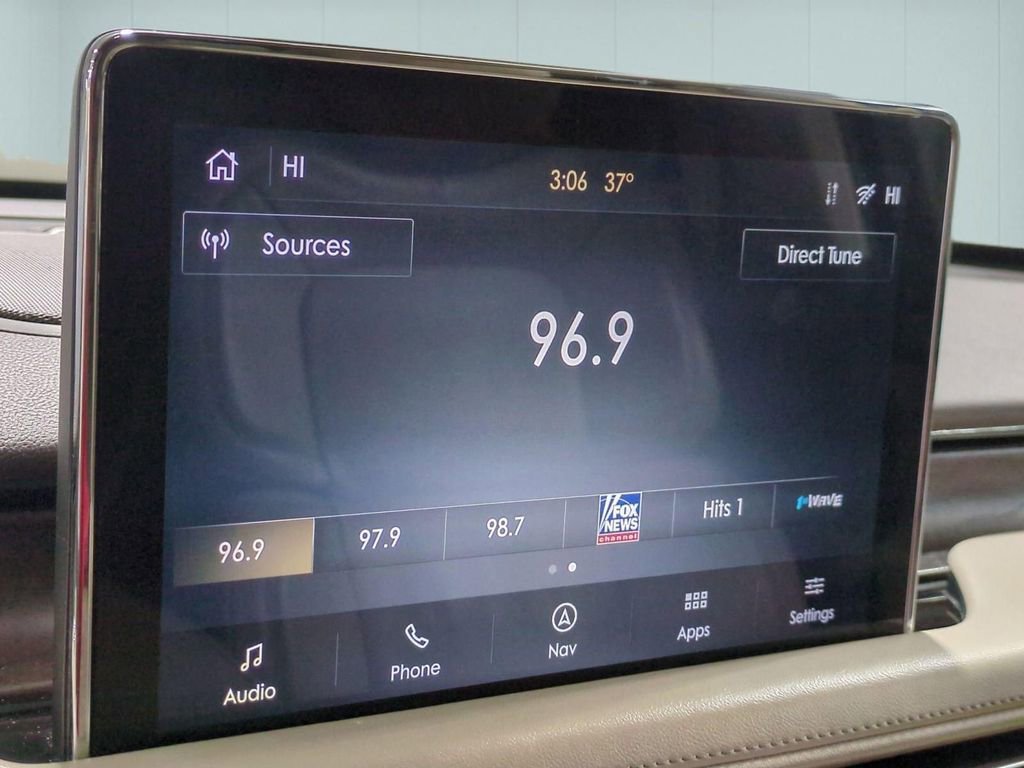 HI
3:06 37°
HI
Sources
Direct Tune
96.9
96.9
97.9
98.7
FOX
NEWS
channel
Hits 1
1st WAVE
Audio
Phone
Nav
Apps
Settings